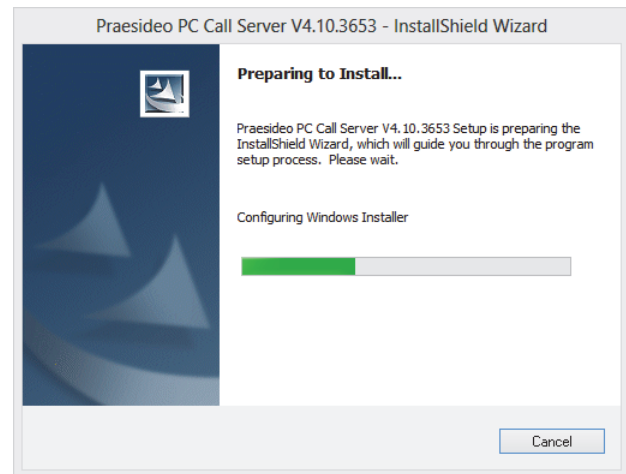 Praesideo PC Call Server V4.10.3653 - InstallShield Wizard
Preparing to Install...
Praesideo PC Call Server V4.10.3653 Setup is preparing the
InstallShield Wizard, which will guide you through the program
setup process.  Please wait.
Configuring Windows Installer
Cancel